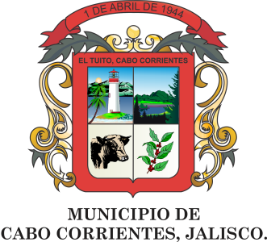 1 DE ABRIL DE 1944
EL TUITO, CABO CORRIENTES
MUNICIPIO DE
CABO CORRIENTES, JALISCO.